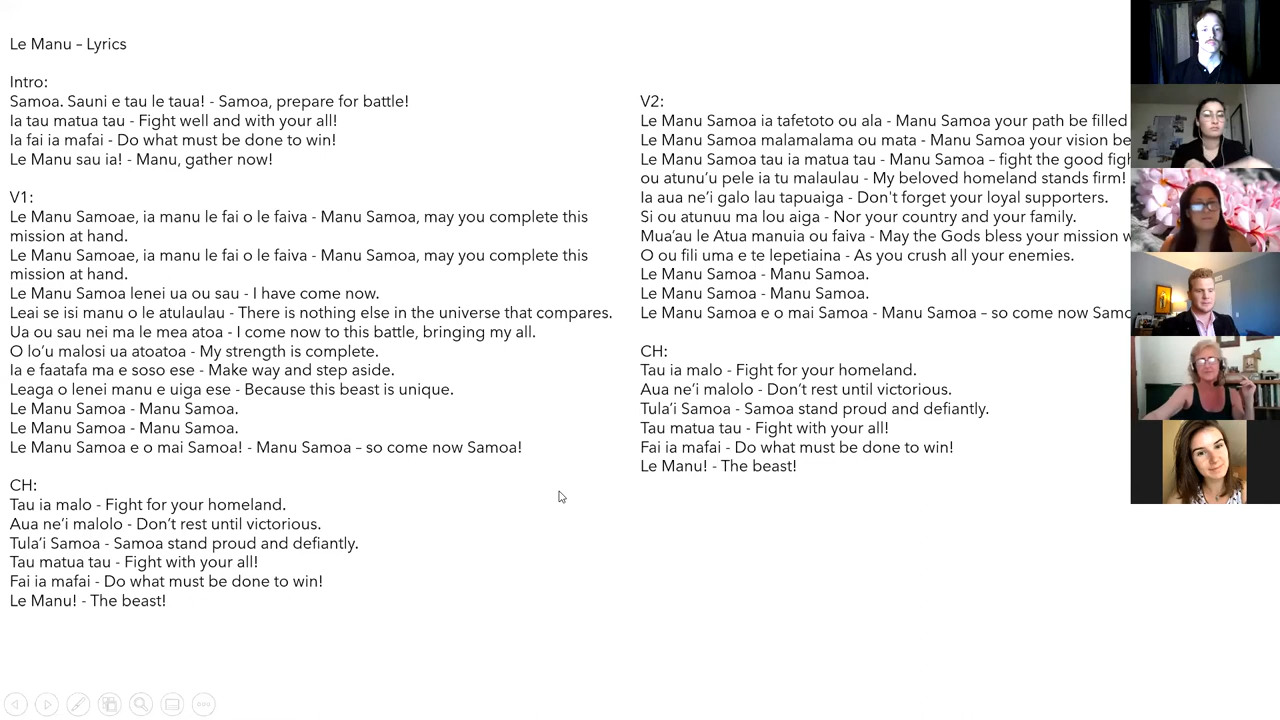 Le Manu – Lyrics
Intro:
Samoa. Sauni e tau le taua! - Samoa, prepare for battle!
Ia tau matua tau - Fight well and with your all!
Ia fai ia mafai - Do what must be done to win!
Le Manu sau ia! - Manu, gather now!
V1:
Le Manu Samoae, ia manu le fai o le faiva - Manu Samoa, may you complete this
mission at hand.
Le Manu Samoae, ia manu le fai o le faiva - Manu Samoa, may you complete this
mission at hand.
Le Manu Samoa lenei ua ou sau - I have come now.
Leai se isi manu o le atulaulau - There is nothing else in the universe that compares.
Ua ou sau nei ma le mea atoa - I come now to this battle, bringing my all.
O lo’u malosi ua atoatoa - My strength is complete.
Ia e faatafa ma e soso ese - Make way and step aside.
Leaga o lenei manu e uiga ese - Because this beast is unique.
Le Manu Samoa - Manu Samoa.
Le Manu Samoa - Manu Samoa.
Le Manu Samoa e o mai Samoa! - Manu Samoa – so come now Samoa!
CH:
Tau ia malo - Fight for your homeland.
Aua ne’i malolo - Don’t rest until victorious.
Tula’i Samoa - Samoa stand proud and defiantly.
Tau matua tau - Fight with your all!
Fai ia mafai - Do what must be done to win!
Le Manu! - The beast!
V2:
Le Manu Samoa ia tafetoto ou ala - Manu Samoa your path be filled
Le Manu Samoa malamalama ou mata - Manu Samoa your vision be
Le Manu Samoa tau ia matua tau - Manu Samoa – fight the good
ou atunu’u pele ia tu malaulau - My beloved homeland stands firm!
Ia aua ne’i galo lau tapuaiga - Don't forget your loyal supporters.
Si ou atunuu ma lou aiga - Nor your country and your family.
Mua’au le Atua manuia ou faiva - May the Gods bless your mission
O ou fili uma e te lepetiaina - As you crush all your enemies.
Le Manu Samoa - Manu Samoa.
Le Manu Samoa - Manu Samoa.
Le Manu Samoa e o mai Samoa - Manu Samoa – so come now
CH:
Tau ia malo - Fight for your homeland.
Aua ne’i malolo - Don’t rest until victorious.
Tula’i Samoa - Samoa stand proud and defiantly.
Tau matua tau - Fight with your all!
Fai ia mafai - Do what must be done to win!
Le Manu! - The beast!